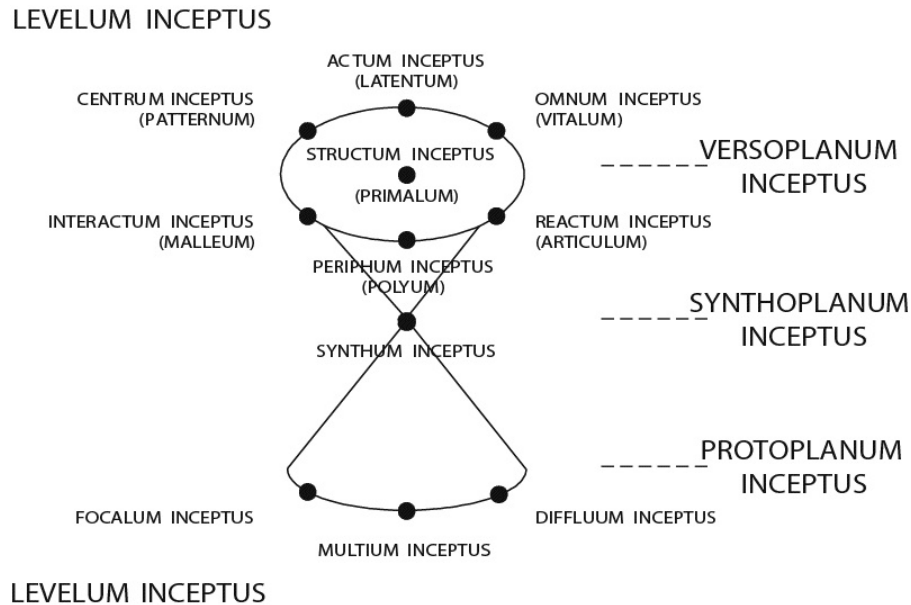 LEVELUM INCEPTUS
ACTUM INCEPTUS
(LATENTUM)
CENTRUM INCEPTUS
(PATTERNUM)
OMNUM INCEPTUS
(VITALUM)
STRUCTUM INCEPTUS
(PRIMALUM)
VERSOPLANUM
INCEPTUS
INTERACTUM INCEPTUS
(MALLEUM)
REACTUM INCEPTUS
(ARTICULUM)
PERIPHUM INCEPTUS
(POLYUM)
SYNTHOPLANUM
INCEPTUS
SYNTHUM INCEPTUS
PROTOPLANUM
INCEPTUS
FOCALUM INCEPTUS
DIFFLUUM INCEPTUS
MULTIUM INCEPTUS
LEVELUM INCEPTUS